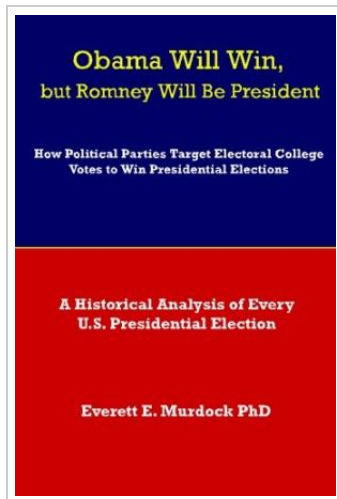 Obama Will Win,
but Romney Will Be President
How Political Parties Target Electoral College
Votes to Win Presidential Elections
A Historical Analysis of Every
U.S. Presidential Election
Everett E. Murdock PhD